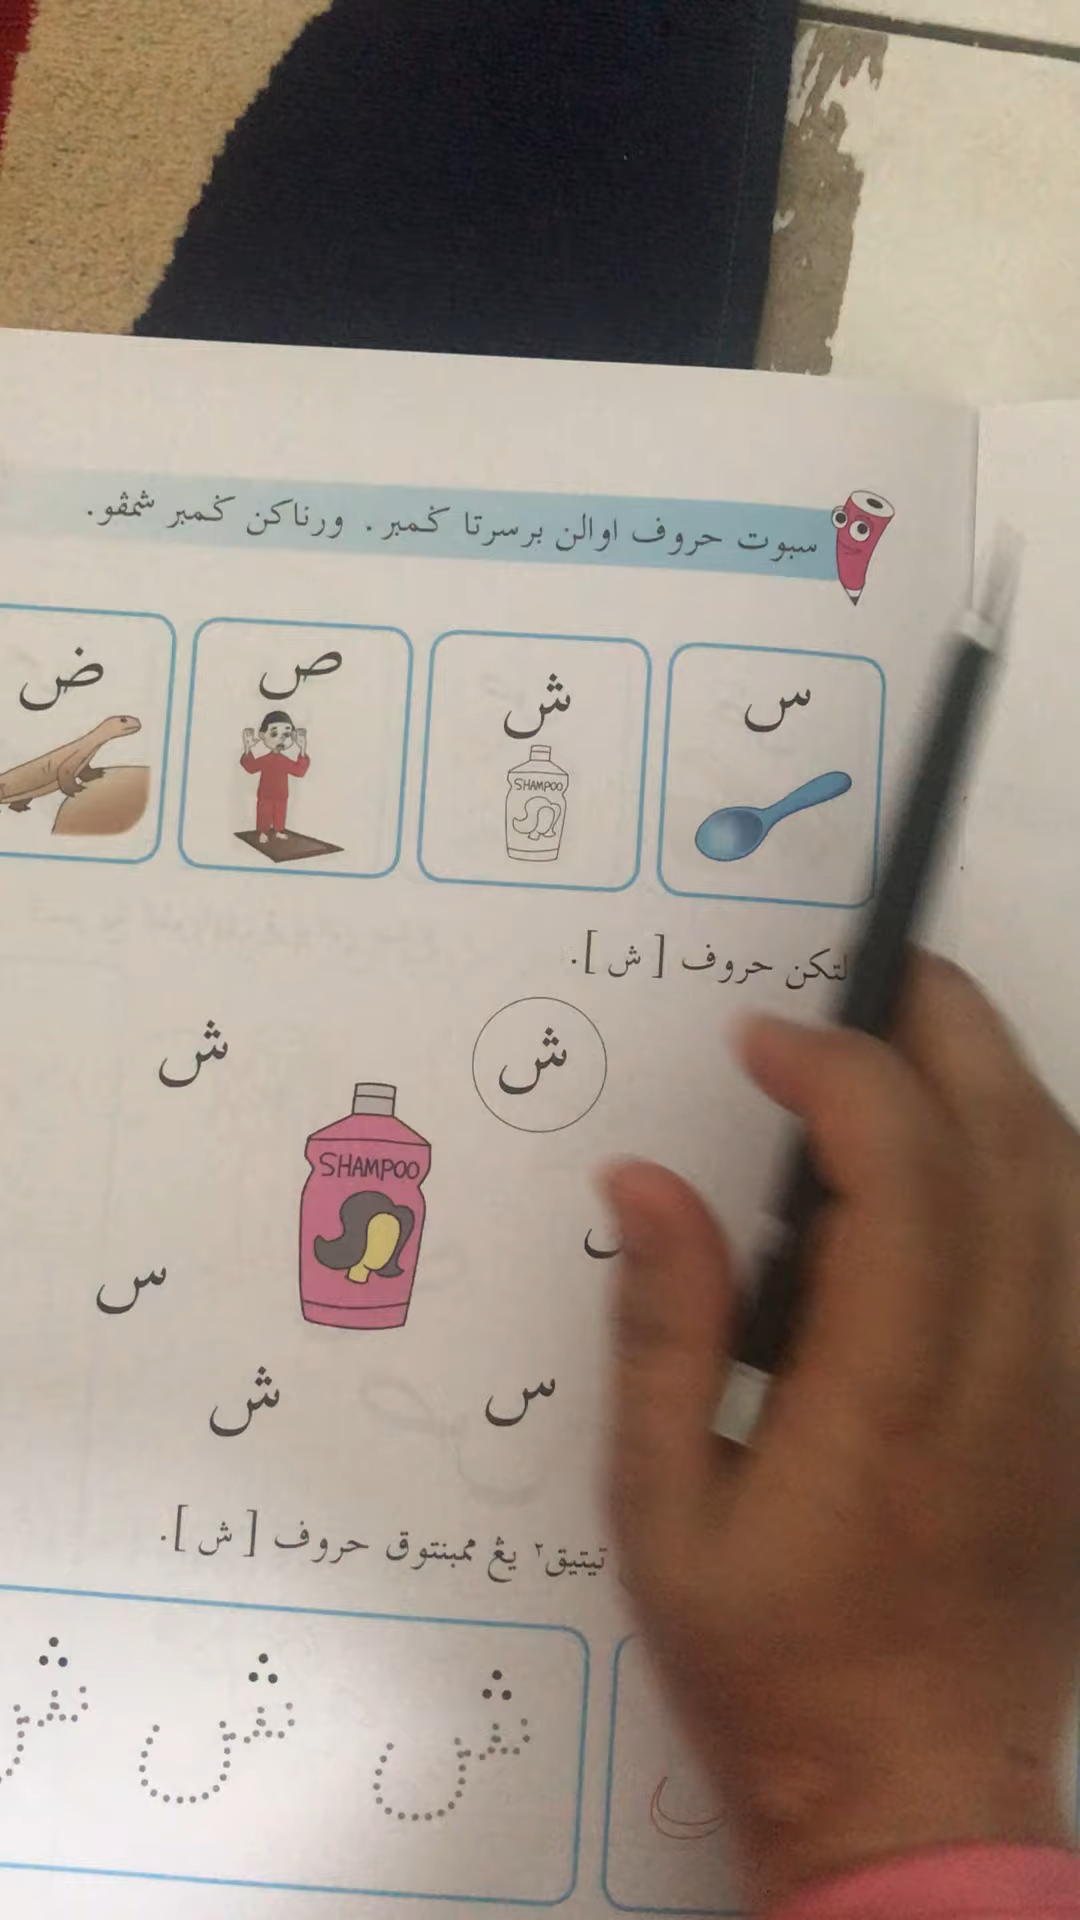 سبوت حروف اوالن برسرتا ݢمبر. ورناکن ݢمبر شمڤو.
س ش ص ض
SHAMPOO
حروف [ ش ].
ش ش
SHAMPOO
س
س ش
تيتيق٢ يڠ ممبنتوق حروف [ ش ].
ش ش ش